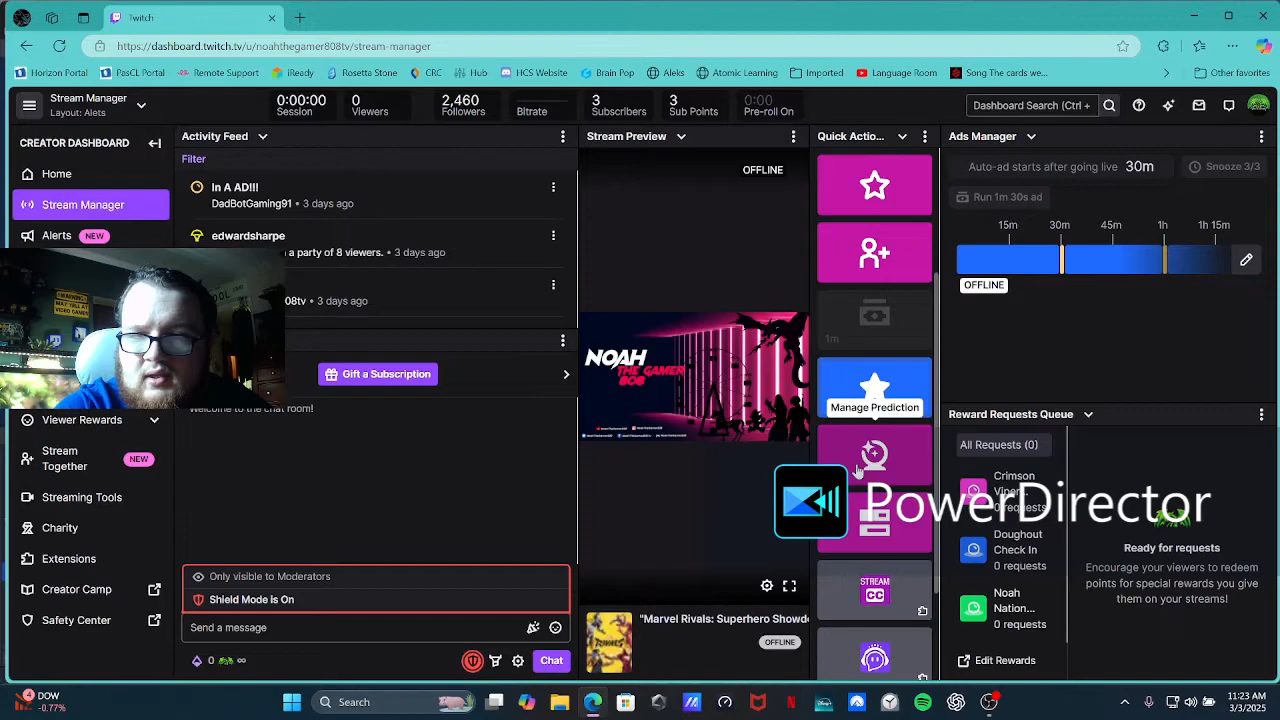 Twitch
https://dashboard.twitch.tv/u/noahthegamer808tv/stream-manager
Horizon Portal
PasCL Portal
Remote Support
iReady
Rosetta Stone
CRC
Hub
HCS Website
Brain Pop
Aleks
Atomic Learning
Imported
Language Room
Song The cards we...
Other favorites
Stream Manager
Layout: Alets
0:00:00
Session
0
Viewers
2,460
Followers
Bitrate
3
Subscribers
3
Sub Points
0:00
Pre-roll On
Dashboard Search (Ctrl +
CREATOR DASHBOARD
Home
Stream Manager
Alerts NEW
Viewer Rewards
Stream
Together
NEW
Streaming Tools
Charity
Extensions
Creator Camp
Safety Center
Activity Feed
Filter
In A AD!!!
DadBotGaming91 • 3 days ago
edwardsharpe
a party of 8 viewers. • 3 days ago
08tv • 3 days ago
Gift a Subscription
Welcome to the chat room!
Only visible to Moderators
Shield Mode Is On
Send a message
0
∞
Chat
Stream Preview
OFFLINE
NOAH
THE GAMER
808
"Marvel Rivals: Superhero Showdo
OFFLINE
RIVALS
Quick Actio...
1m
Manage Prediction
STREAM
CC
PowerDirector
Ads Manager
Auto-ad starts after going live 30m
Snooze 3/3
Run 1m 30s ad
15m
30m
45m
1h
1h 15m
OFFLINE
Reward Requests Queue
All Requests (0)
Crimson
Viper...
0 requests
Doughout
Check In
0 requests
Noah
Nation...
0 requests
Ready for requests
Encourage your viewers to redeem
points for special rewards you give
them on your streams!
Edit Rewards
4
DOW
-0.77%
Search
11:23 AM
3/3/2025